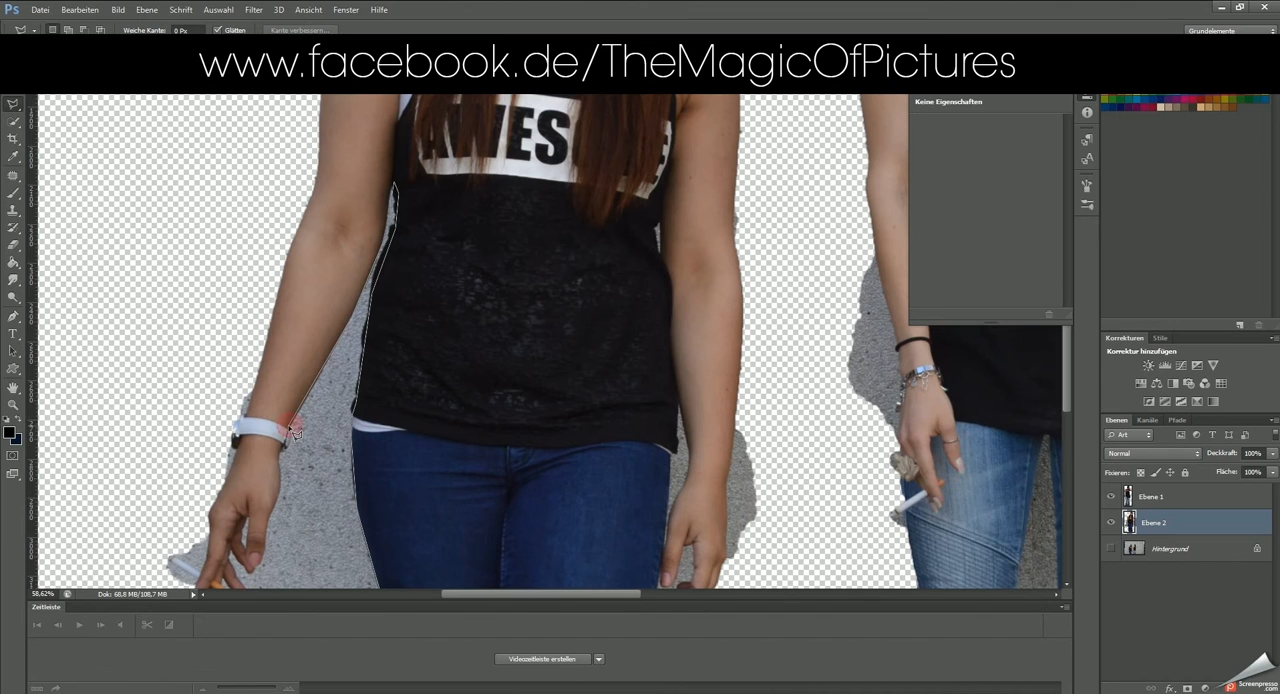 Ps Datei Bearbeiten Bild Ebene Schrift Auswahl Filter 3D Ansicht Fenster Hilfe
Weiche Kante: 0 Px Glätten Kante verbessern... Grundelemente
www.facebook.de/TheMagicOfPictures
Keine Eigenschaften
AWES
E
Korrekturen Stile
Korrektur hinzufügen
Ebenen Kanäle Pfade
Art
Normal Deckkraft: 100%
Fixieren: Fläche: 100%
Ebene 1
Ebene 2
Hintergrund
58,62% Dok: 68,8 MB/108,7 MB
Zeitleiste
Videozeitleiste erstellen
Screenpresso
.com